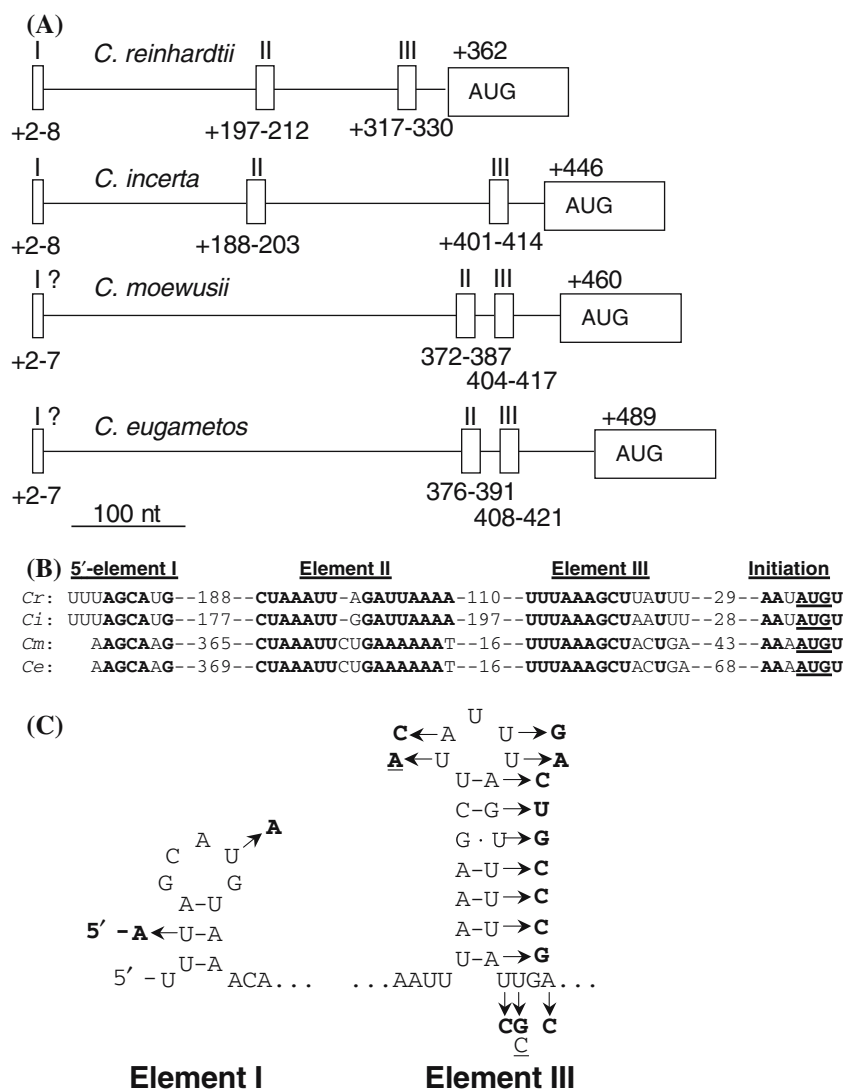 (A)
I II III +362
C. reinhardtii
AUG
+2-8 +197-212 +317-330
I II III +446
C. incerta
AUG
+2-8 +188-203 +401-414
I ? II III +460
C. moewusii
AUG
+2-7 372-387
404-417
I ? II III +489
C. eugametos
AUG
+2-7 376-391
408-421
100 nt
(B) 5′-element I Element II Element III Initiation
Cr: UUUAGCAUG--188--CUAAAUU-AGAUUAAAA-110--UUUAAAGCUUAUUU--29--AAUAUGU
Ci: UUUAGCAUG--177--CUAAAUU-GGAUUAAAA-197--UUUAAAGCUAAUUU--28--AAUAUGU
Cm: AAGCAAG--365--CUAAAUUCUGAAAAAAT-16--UUUAAAGCUACUGA--43--AAAAUGU
Ce: AAGCAAG--369--CUAAAUUCUGAAAAAAT-16--UUUAAAGCUACUGA--68--AAAAUGU
(C)
U
C A U G
A U U A
U-A C
C-G U
A A G·U G
C U A-U C
G G A-U C
A-U A-U C
5′ -A U-A U-A G
5′ -U U-A ACA... ...AAUU UUGA...
CG C
C
Element I Element III